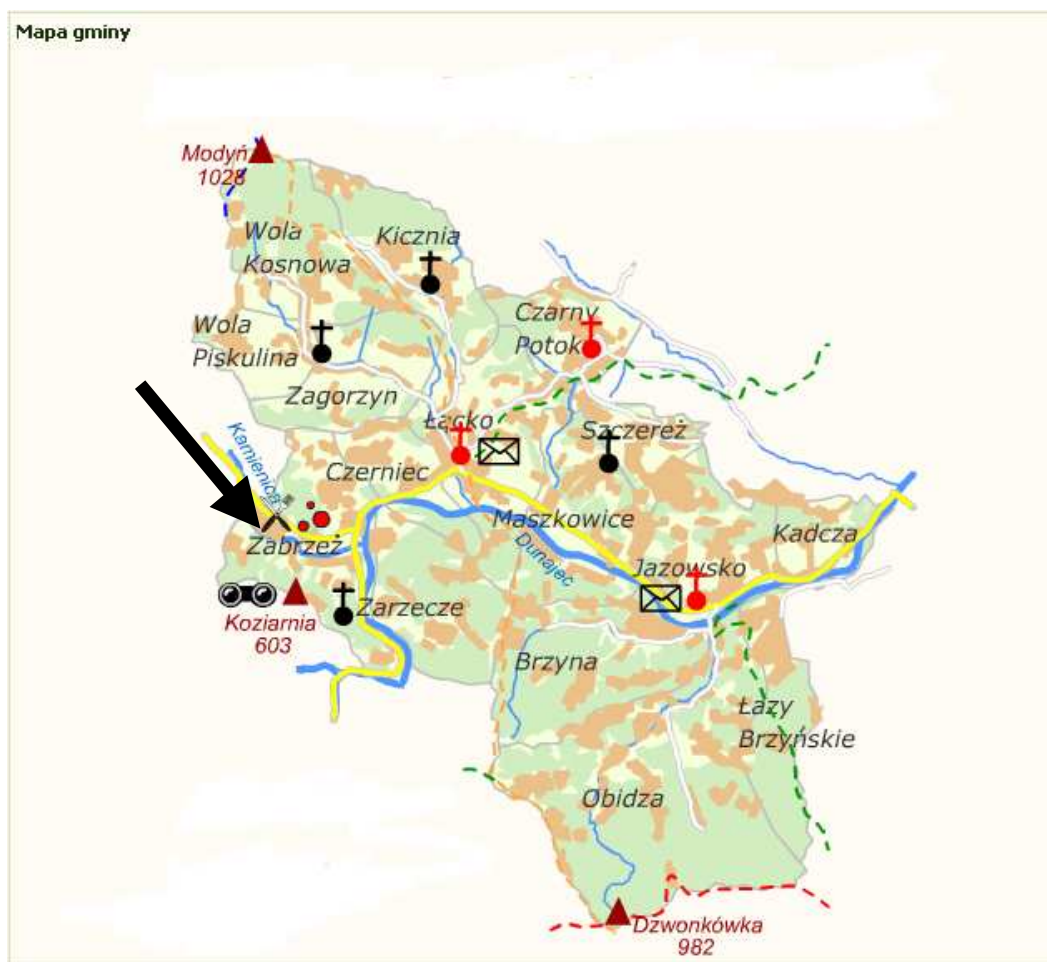 Mapa gminy
Modyń
1028
Wola
Kosnowa
Kicznia
Czarny
Potok
Wola
Piskulina
Zagorzyn
Łącko
Szczereż
Kamienica
Czerniec
Maszkowice
Kadcza
Zabrzeż
Dunajec
Jazowsko
Zarzecze
Koziarnia
603
Brzyna
Łazy
Brzyńskie
Obidza
Dzwonkówka
982